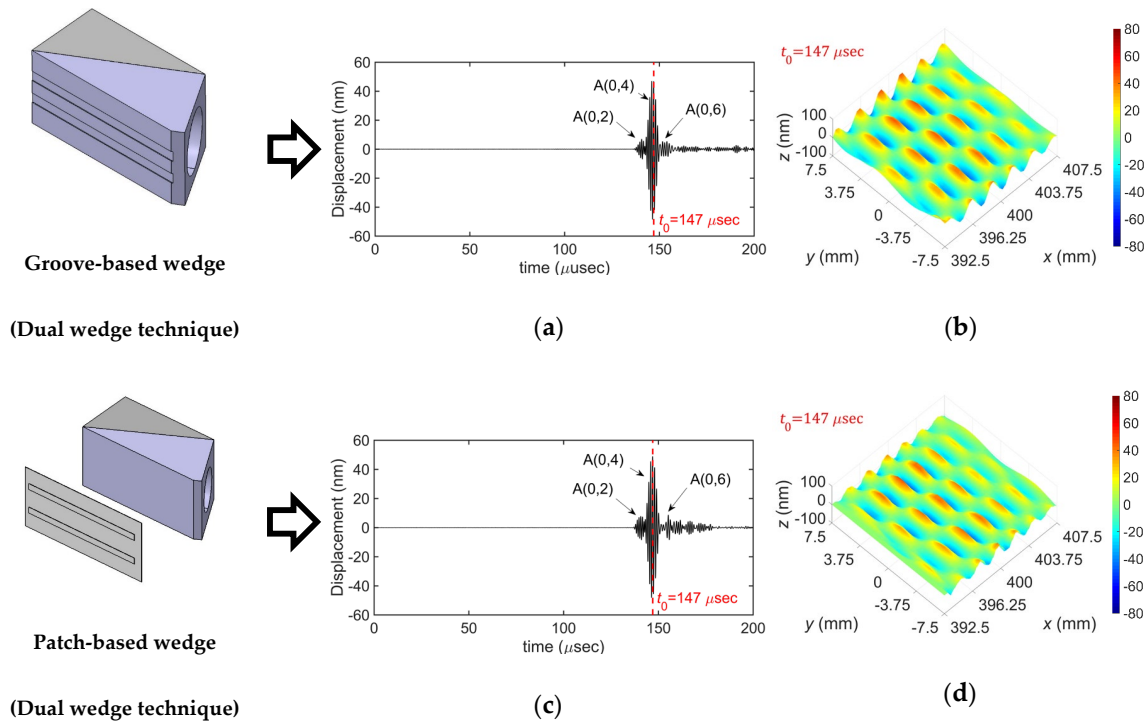 Groove-based wedge
(Dual wedge technique)
60
40
20
0
-20
-40
-60
Displacement (nm)
A(0,4)
A(0,2)
A(0,6)
t0=147 μsec
0
50
100
150
200
time (μusec)
(a)
t0=147 μsec
100
0
-100
z (nm)
7.5
3.75
0
-3.75
-7.5
y (mm)
392.5
396.25
400
403.75
407.5
x (mm)
80
60
40
20
0
-20
-40
-60
-80
(b)
Patch-based wedge
(Dual wedge technique)
60
40
20
0
-20
-40
-60
Displacement (nm)
A(0,4)
A(0,2)
A(0,6)
t0=147 μsec
0
50
100
150
200
time (μsec)
(c)
t0=147 μsec
100
0
-100
z (nm)
7.5
3.75
0
-3.75
-7.5
y (mm)
392.5
396.25
400
403.75
407.5
x (mm)
80
60
40
20
0
-20
-40
-60
-80
(d)